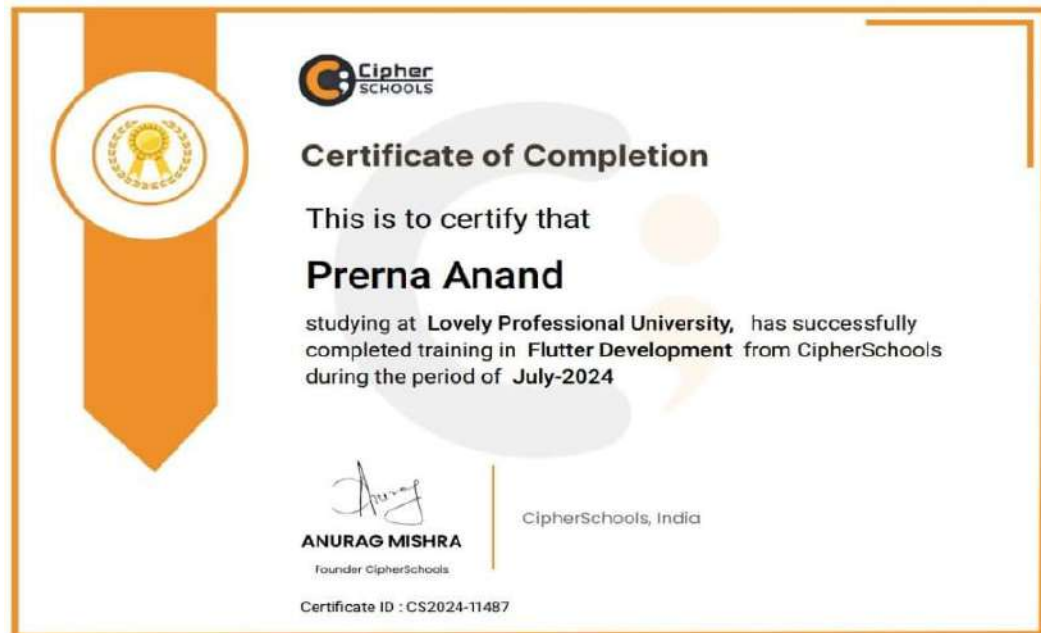 Cipher
SCHOOLS
Certificate of Completion
This is to certify that
Prerna Anand
studying at Lovely Professional University, has successfully
completed training in Flutter Development from CipherSchools
during the period of July-2024
Anurag
ANURAG MISHRA
Founder CipherSchools
CipherSchools, India
Certificate ID : CS2024-11487